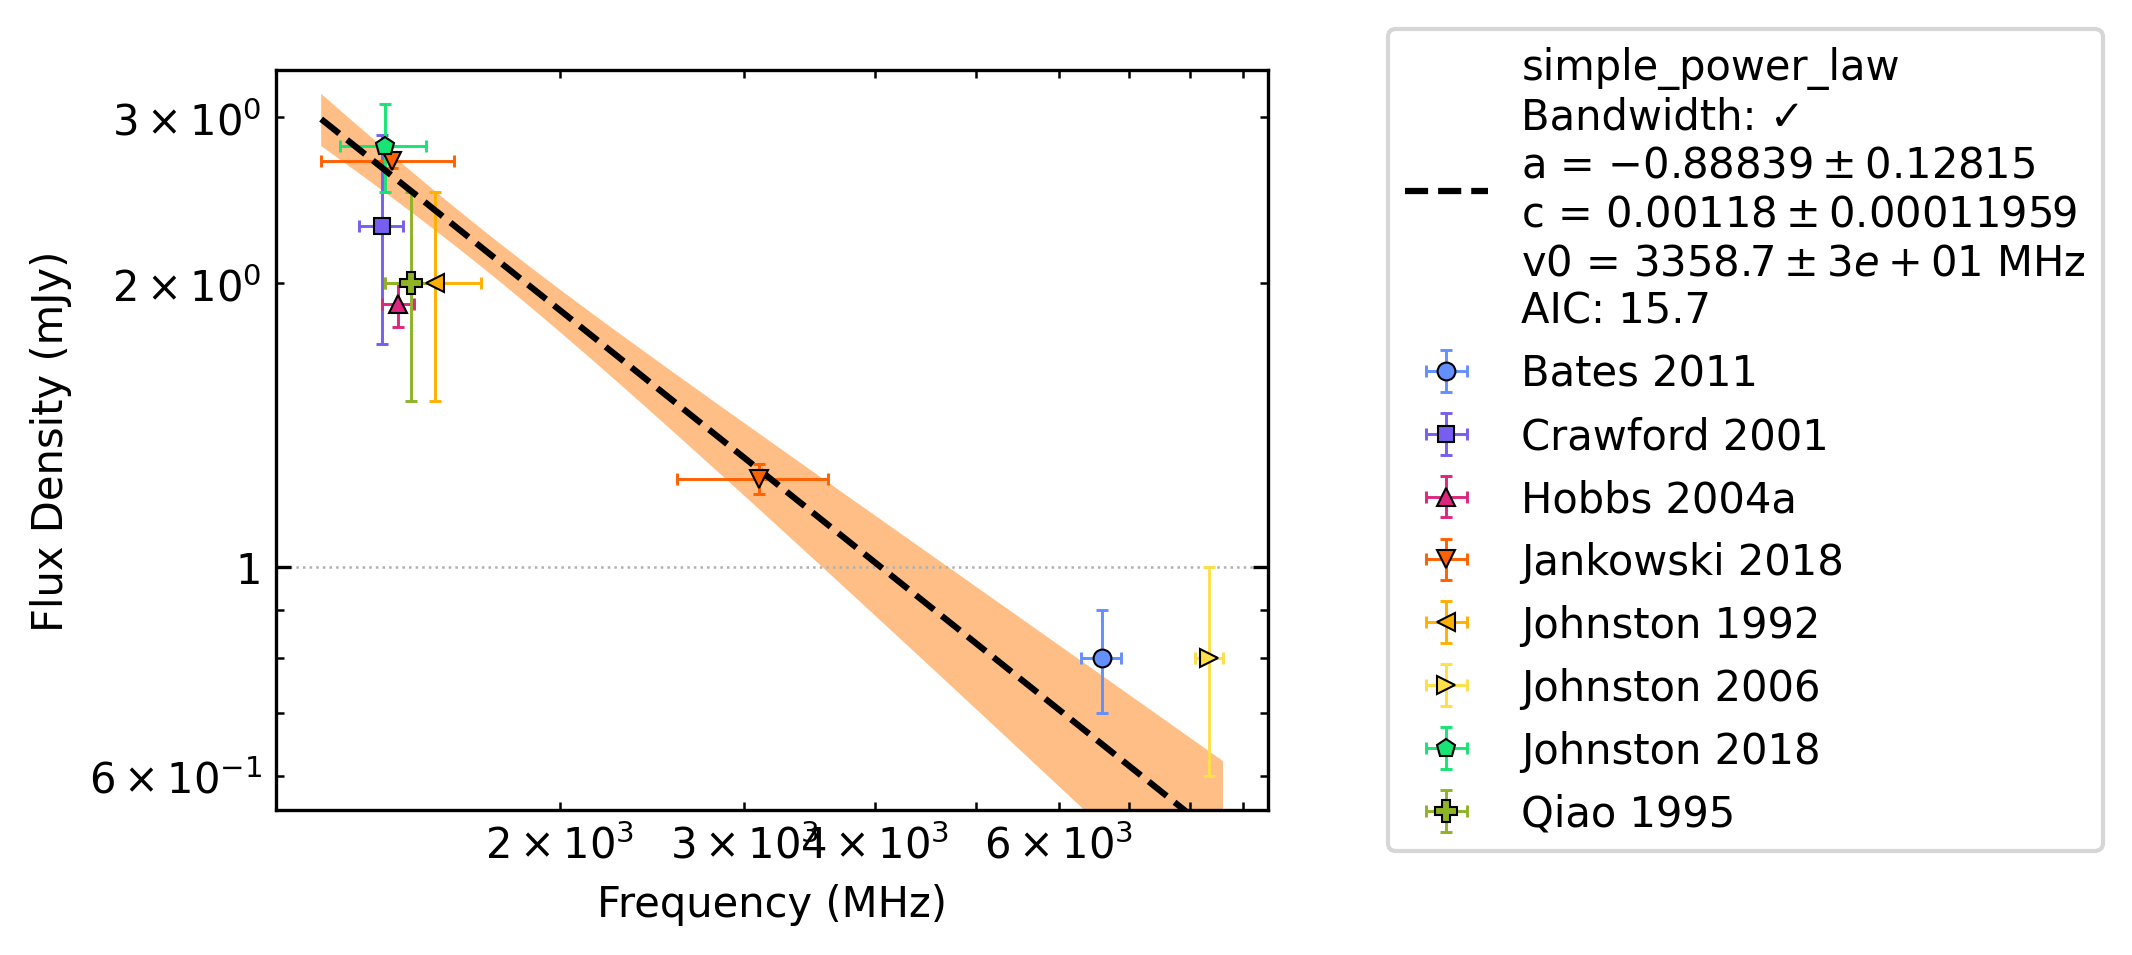 3 × 10⁰
2 × 10⁰
1
6 × 10⁻¹
Flux Density (mJy)
2 × 10³
3 × 10³
4 × 10³
6 × 10³
Frequency (MHz)
simple_power_law
Bandwidth: ✓
a = −0.88839 ± 0.12815
c = 0.00118 ± 0.00011959
v0 = 3358.7 ± 3e + 01 MHz
AIC: 15.7
Bates 2011
Crawford 2001
Hobbs 2004a
Jankowski 2018
Johnston 1992
Johnston 2006
Johnston 2018
Qiao 1995